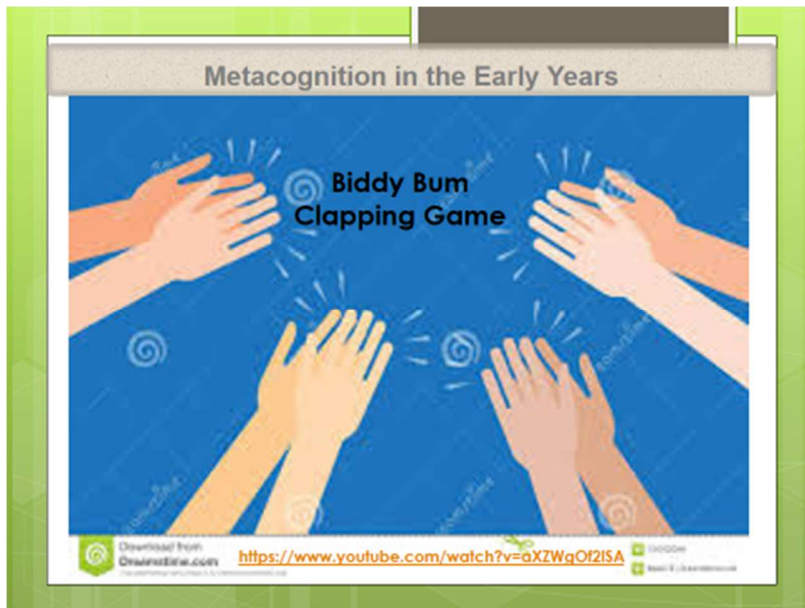 Metacognition in the Early Years
Biddy Bum
Clapping Game
Download from
Dreamstime.com
https://www.youtube.com/watch?v=aXZWgOf2ISA